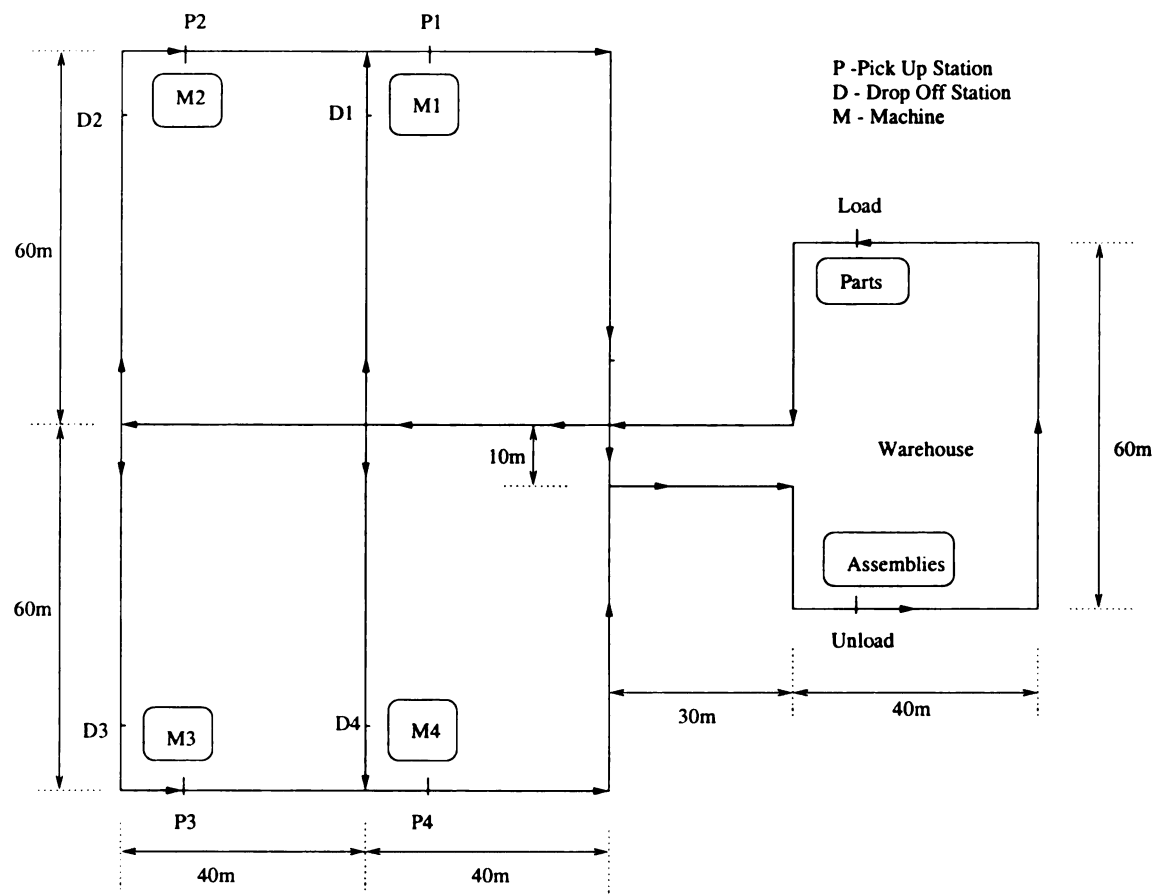 P2
P1
P -Pick Up Station
D - Drop Off Station
M - Machine
M2
M1
D2
D1
Load
60m
Parts
10m
Warehouse
60m
Assemblies
60m
Unload
30m
40m
D3
M3
D4
M4
P3
P4
40m
40m